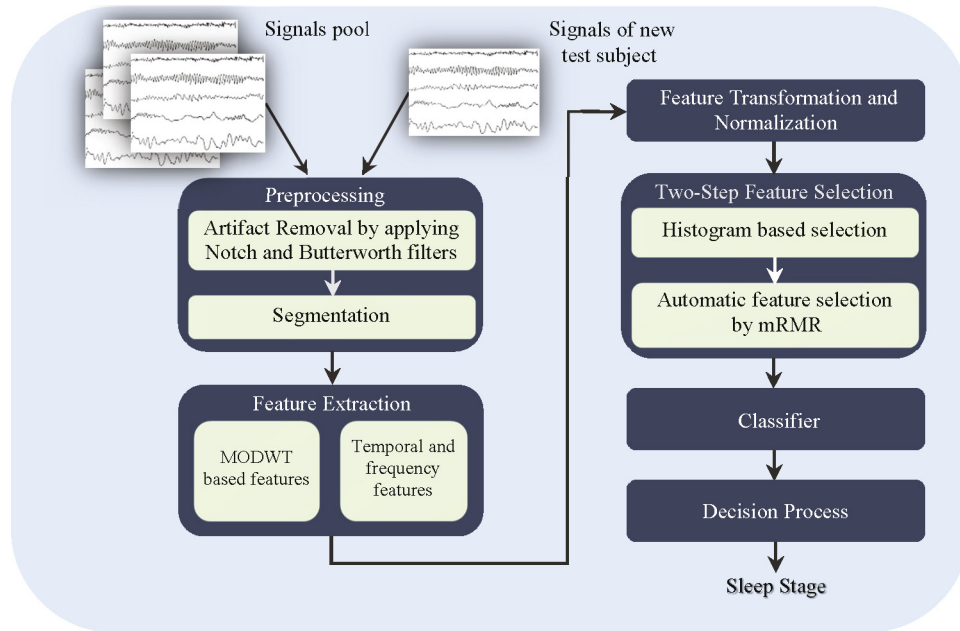 Signals pool
Signals of new
test subject
Preprocessing
Artifact Removal by applying
Notch and Butterworth filters
Segmentation
Feature Extraction
MODWT
based features
Temporal and
frequency
features
Feature Transformation and
Normalization
Two-Step Feature Selection
Histogram based selection
Automatic feature selection
by mRMR
Classifier
Decision Process
Sleep Stage